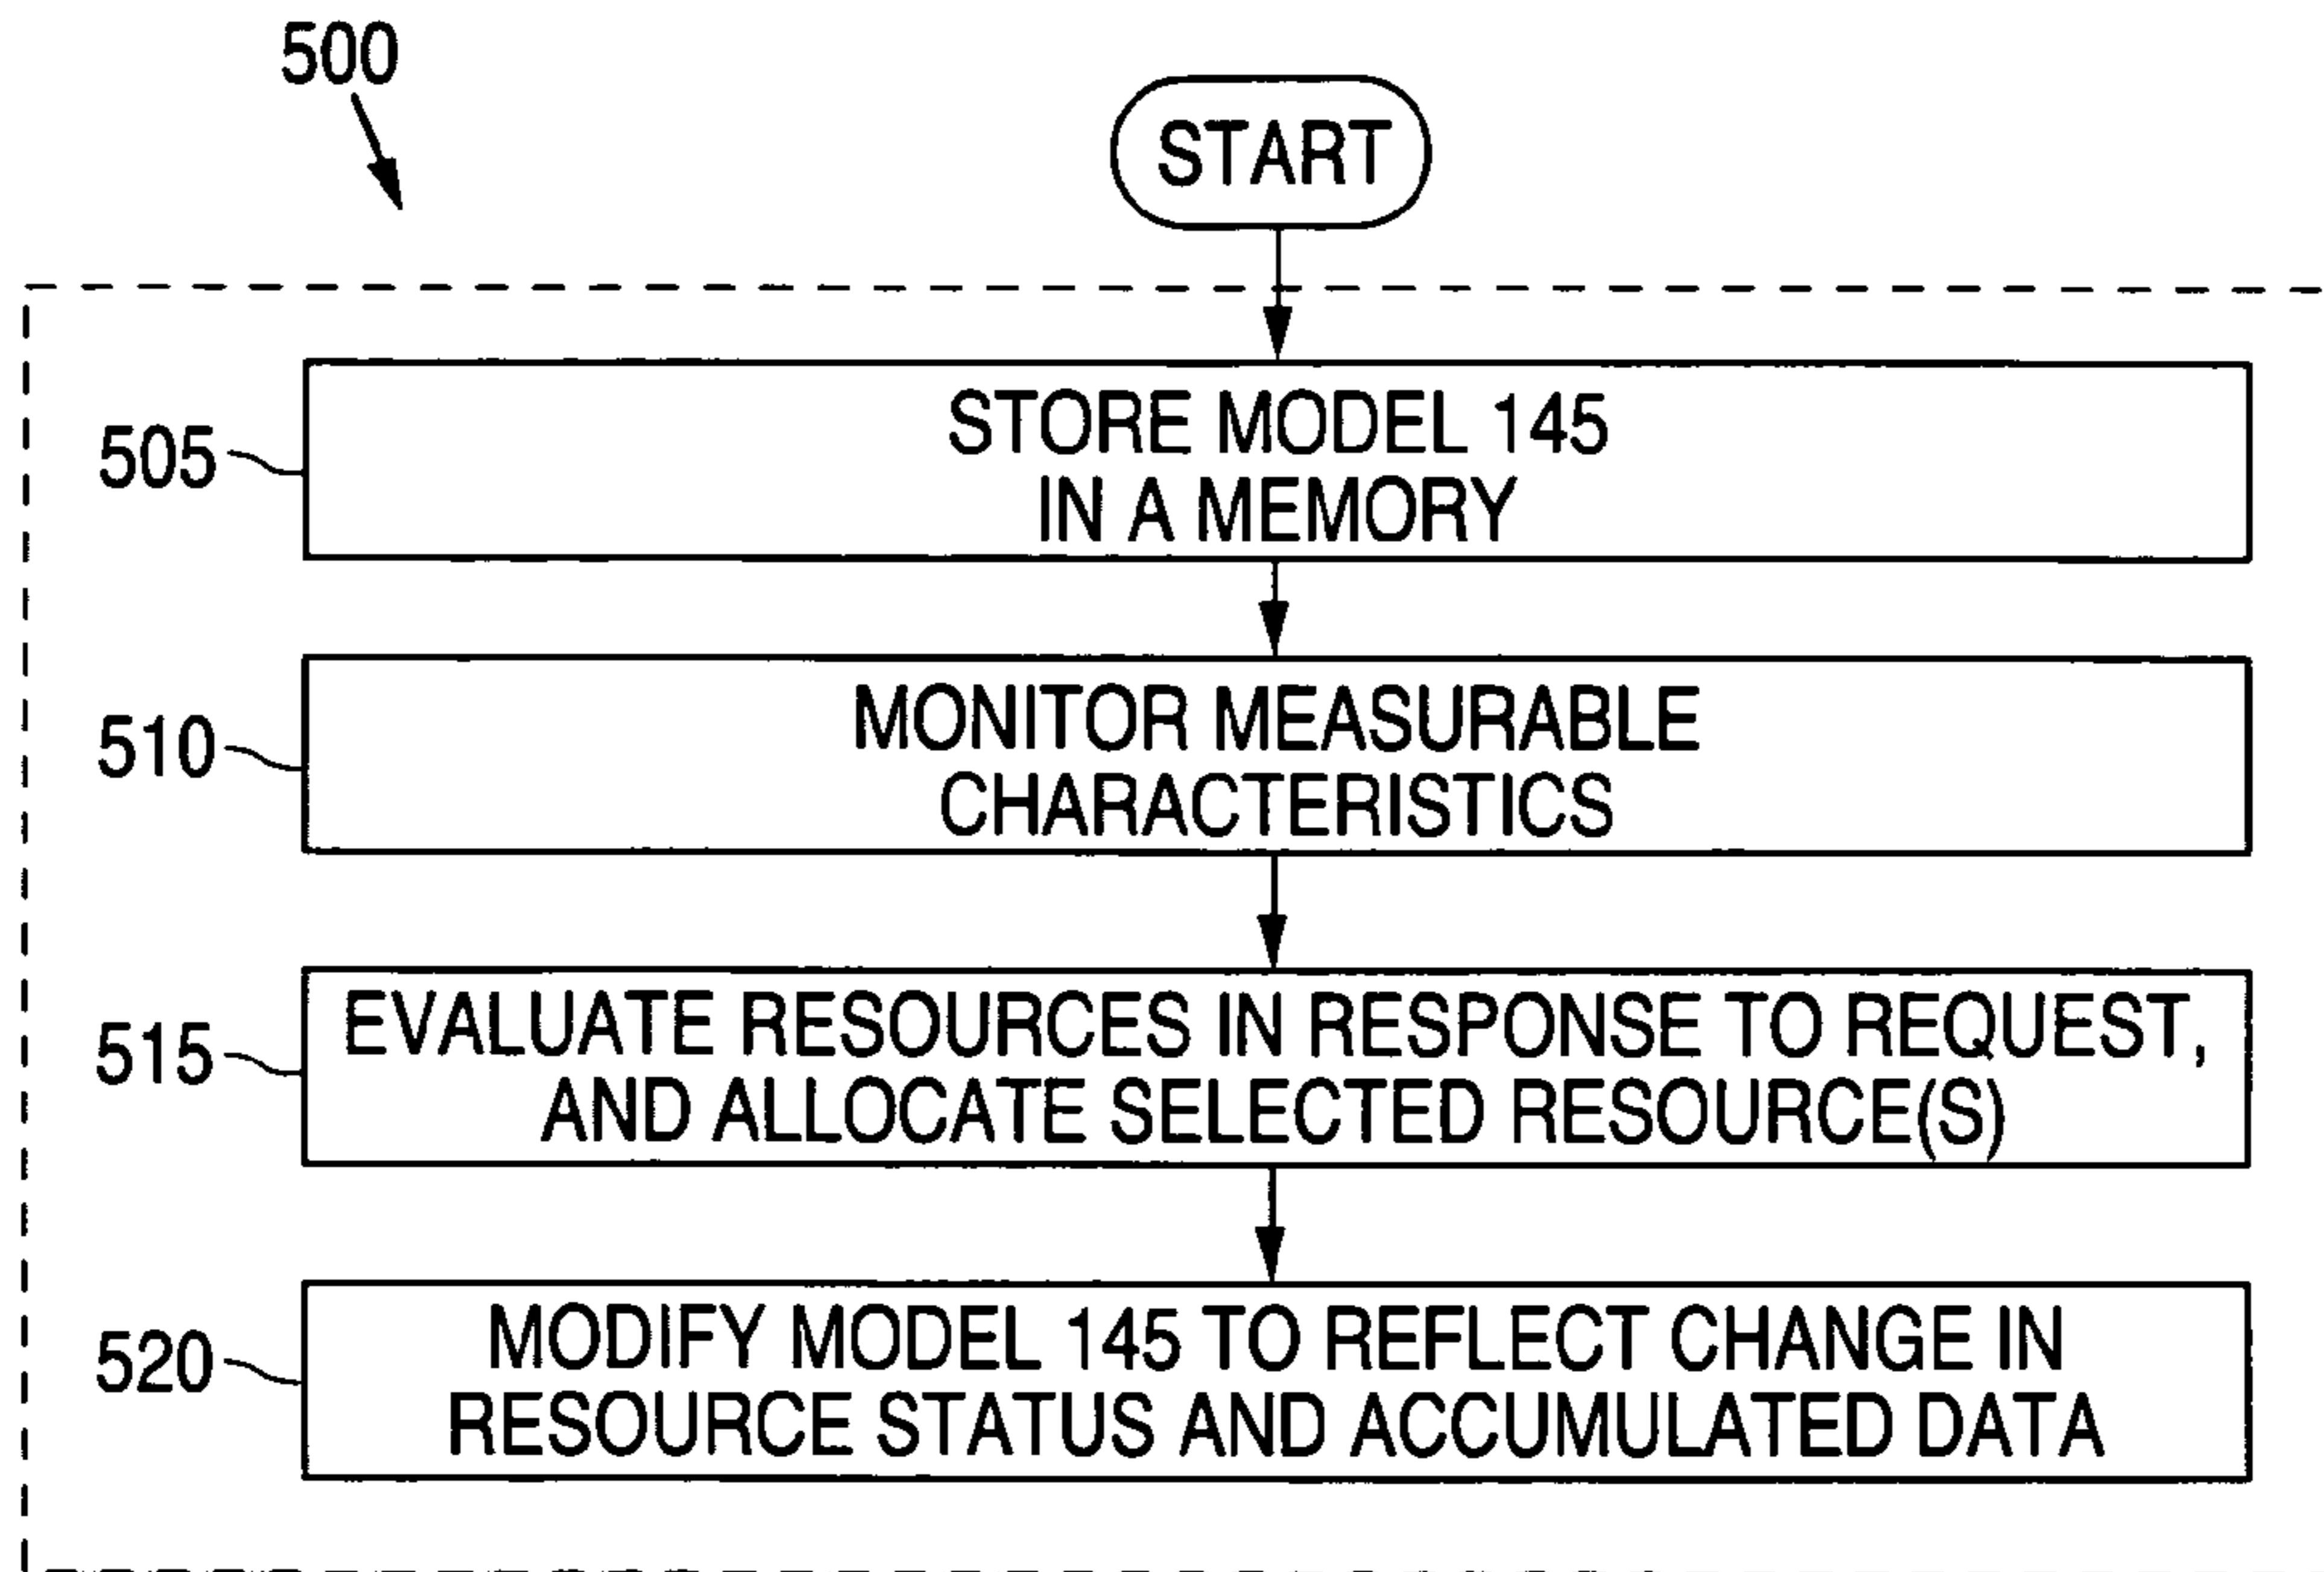 500
START
505
STORE MODEL 145
IN A MEMORY
510
MONITOR MEASURABLE
CHARACTERISTICS
515
EVALUATE RESOURCES IN RESPONSE TO REQUEST,
AND ALLOCATE SELECTED RESOURCE(S)
520
MODIFY MODEL 145 TO REFLECT CHANGE IN
RESOURCE STATUS AND ACCUMULATED DATA